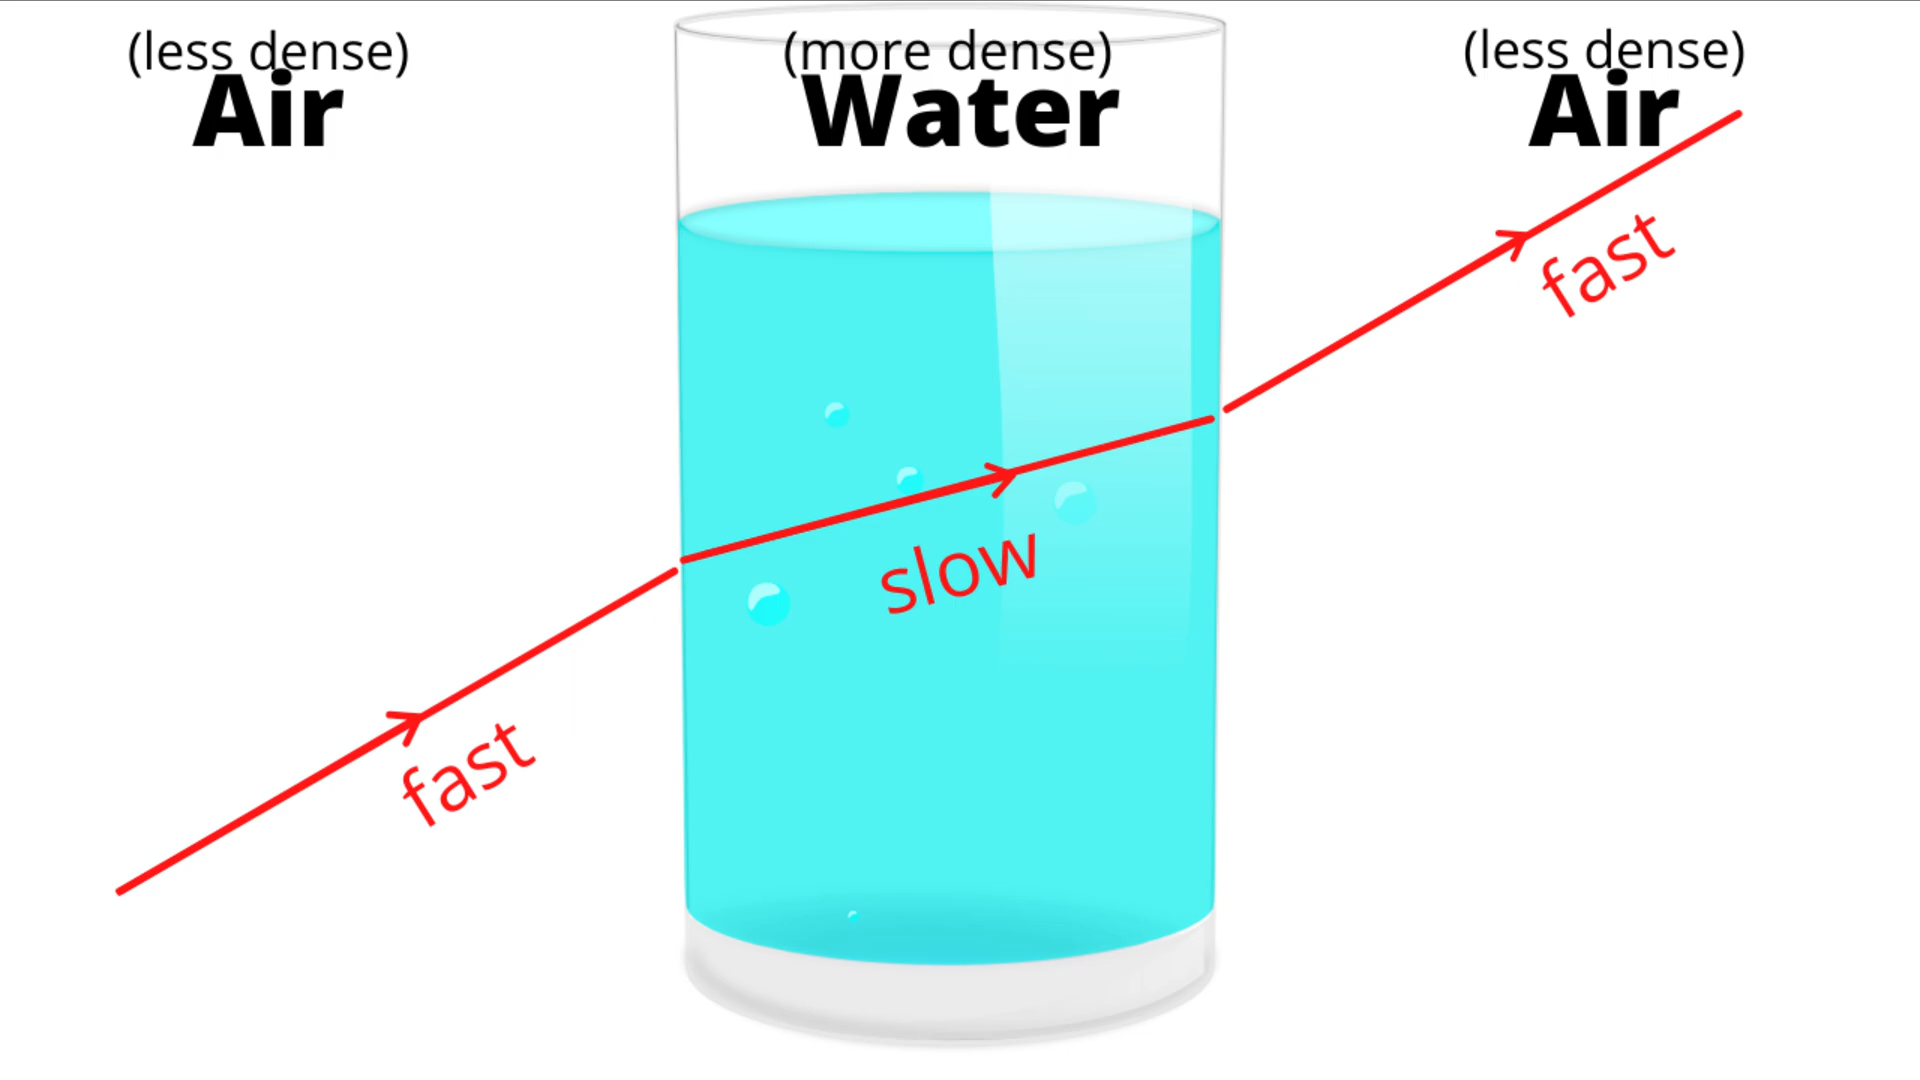 (less dense)
Air
(more dense)
Water
(less dense)
Air
fast
slow
fast